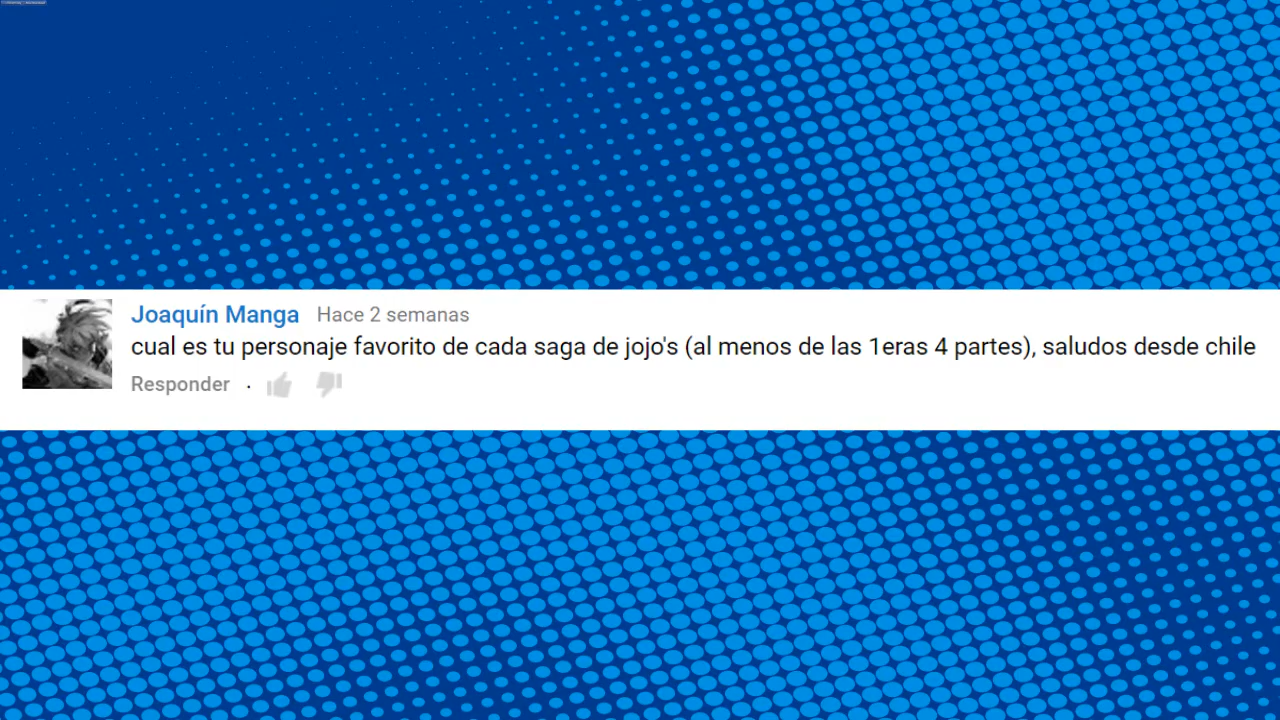 Joaquín Manga Hace 2 semanas
cual es tu personaje favorito de cada saga de jojo's (al menos de las 1eras 4 partes), saludos desde chile
Responder ·